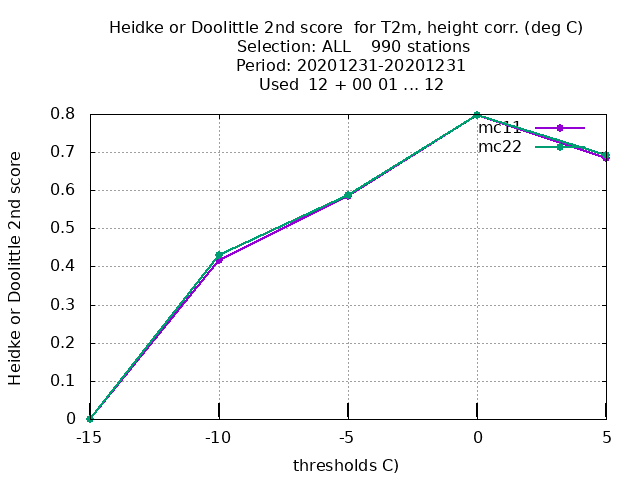 Heidke or Doolittle 2nd score  for T2m, height corr. (deg C)
Selection: ALL    990 stations
Period: 20201231-20201231
Used  12 + 00 01 ... 12
Heidke or Doolittle 2nd score
0.8
0.7
0.6
0.5
0.4
0.3
0.2
0.1
0
mc11
mc22
-15 -10 -5 0 5
thresholds C)